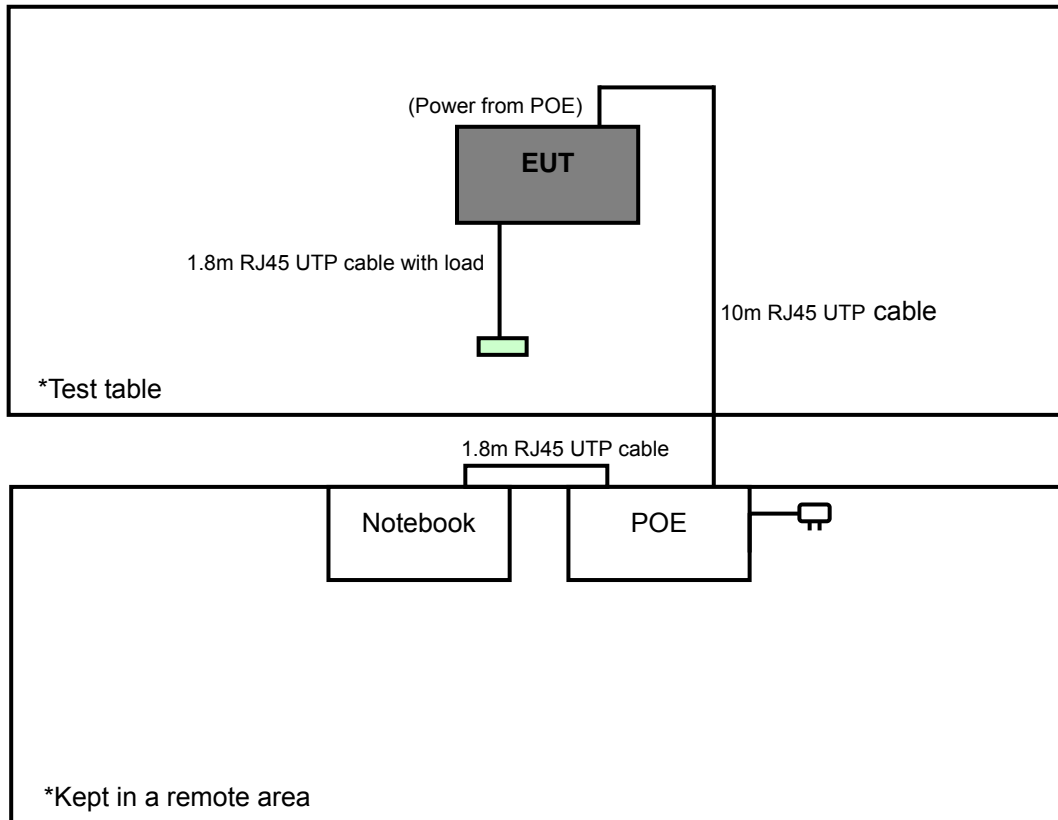 (Power from POE)
EUT
1.8m RJ45 UTP cable with load
10m RJ45 UTP cable
*Test table
1.8m RJ45 UTP cable
Notebook
POE
*Kept in a remote area